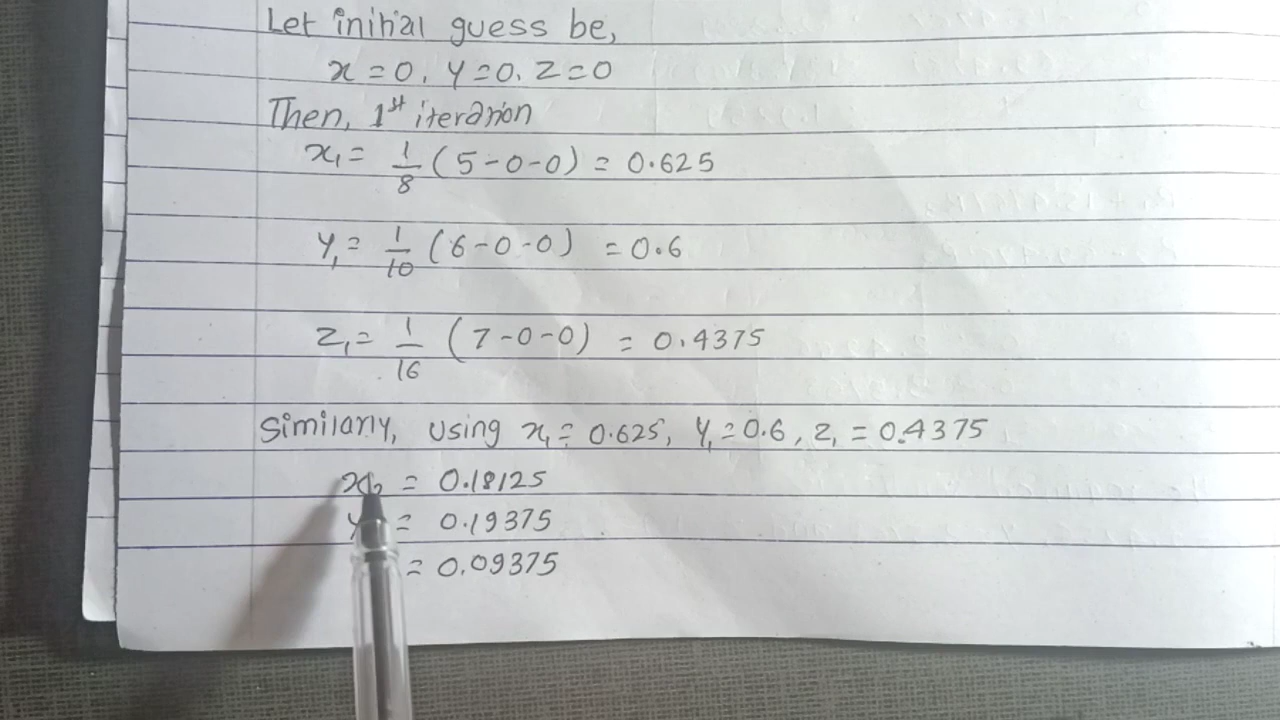 Let initial guess be,
x = 0, y = 0, z = 0
Then, 1st iteration
x₁ = 1/8 (5 - 0 - 0) = 0.625
y₁ = 1/10 (6 - 0 - 0) = 0.6
z₁ = 1/16 (7 - 0 - 0) = 0.4375
Similarly, using x₁ = 0.625, y₁ = 0.6, z₁ = 0.4375
x₂ = 0.18125
y = 0.19375
= 0.09375